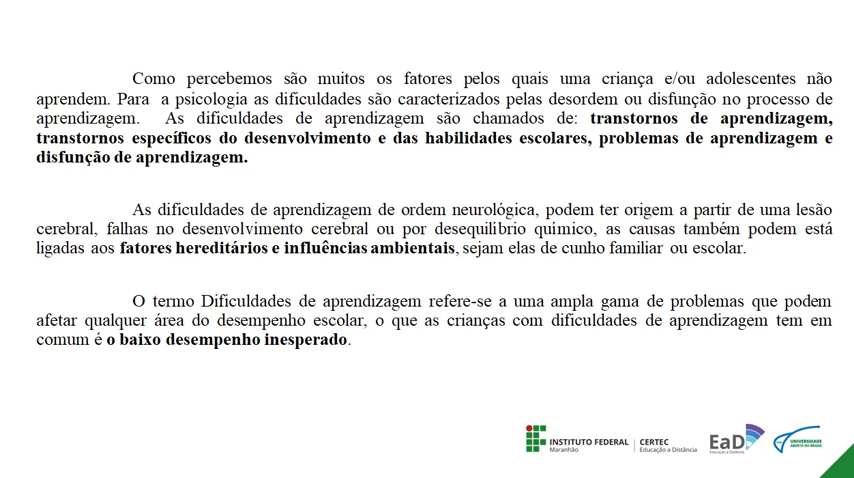 Como percebemos são muitos os fatores pelos quais uma criança e/ou adolescentes não
aprendem. Para a psicologia as dificuldades são caracterizados pelas desordem ou disfunção no processo de
aprendizagem. As dificuldades de aprendizagem são chamados de: transtornos de aprendizagem,
transtornos específicos do desenvolvimento e das habilidades escolares, problemas de aprendizagem e
disfunção de aprendizagem.
As dificuldades de aprendizagem de ordem neurológica, podem ter origem a partir de uma lesão
cerebral, falhas no desenvolvimento cerebral ou por desequilíbrio químico, as causas também podem está
ligadas aos fatores hereditários e influências ambientais, sejam elas de cunho familiar ou escolar.
O termo Dificuldades de aprendizagem refere-se a uma ampla gama de problemas que podem
afetar qualquer área do desempenho escolar, o que as crianças com dificuldades de aprendizagem tem em
comum é o baixo desempenho inesperado.
INSTITUTO FEDERAL
Maranhão
CERTEC
Educação a Distância
EaD
Educação a Distância
UNIVERSIDADE
ABERTA DO BRASIL